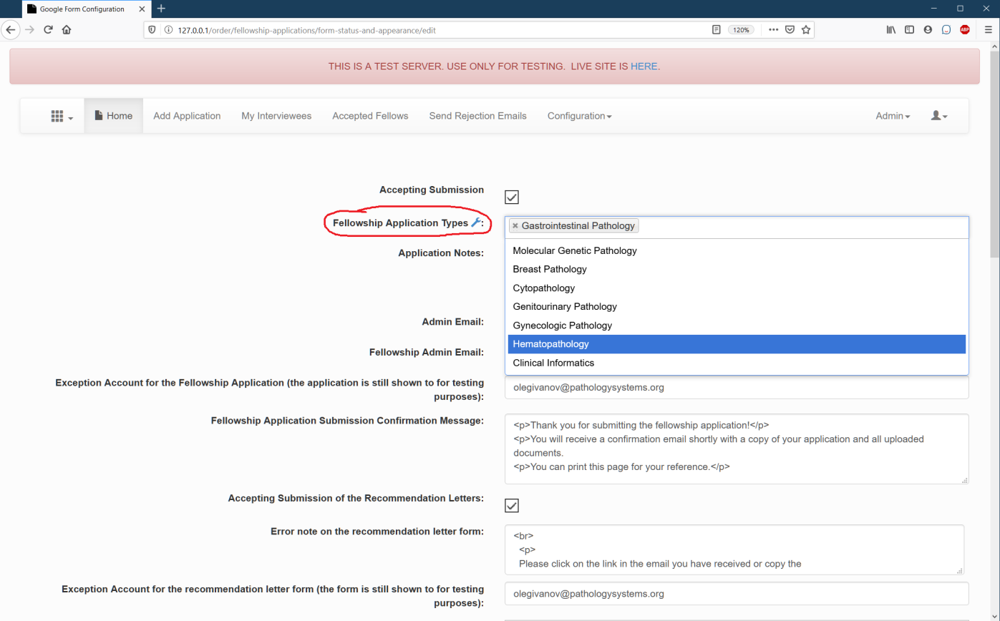 Google Form Configuration
127.0.0.1/order/fellowship-applications/form-status-and-appearance/edit
120%
ABP
THIS IS A TEST SERVER. USE ONLY FOR TESTING. LIVE SITE IS HERE.
Home
Add Application
My Interviewees
Accepted Fellows
Send Rejection Emails
Configuration
Admin
Accepting Submission
Fellowship Application Types :
× Gastrointestinal Pathology
Molecular Genetic Pathology
Breast Pathology
Cytopathology
Genitourinary Pathology
Gynecologic Pathology
Hematopathology
Clinical Informatics
Application Notes:
Admin Email:
Fellowship Admin Email:
Exception Account for the Fellowship Application (the application is still shown to for testing
purposes):
olegivanov@pathologysystems.org
Fellowship Application Submission Confirmation Message:
<p>Thank you for submitting the fellowship application!</p>
<p>You will receive a confirmation email shortly with a copy of your application and all uploaded
documents.
<p>You can print this page for your reference.</p>
Accepting Submission of the Recommendation Letters:
Error note on the recommendation letter form:
<br>
<p>
Please click on the link in the email you have received or copy the
Exception Account for the recommendation letter form (the form is still shown to for testing
purposes):
olegivanov@pathologysystems.org